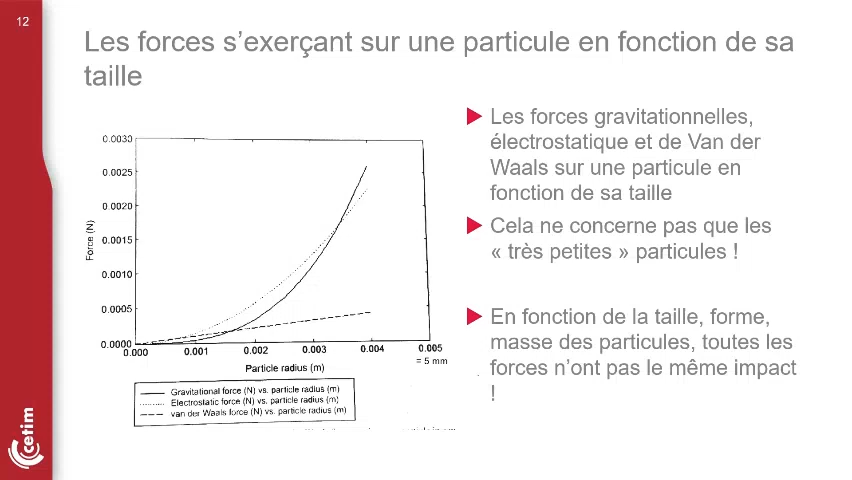 12
Les forces s’exerçant sur une particule en fonction de sa
taille
Les forces gravitationnelles,
électrostatique et de Van der
Waals sur une particule en
fonction de sa taille
Cela ne concerne pas que les
« très petites » particules !
En fonction de la taille, forme,
masse des particules, toutes les
forces n’ont pas le même impact
!
0.0030
0.0025
0.0020
0.0015
0.0010
0.0005
0.0000
Force (N)
0.000 0.001 0.002 0.003 0.004 0.005
= 5 mm
Particle radius (m)
Gravitational force (N) vs. particle radius (m)
Electrostatic force (N) vs. particle radius (m)
van der Waals force (N) vs. particle radius (m)
cetim